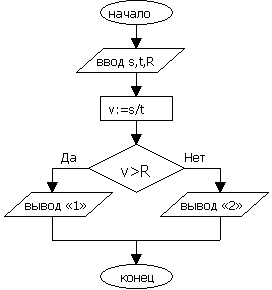 начало
ввод s,t,R
v:=s/t
Да
Нет
v>R
вывод «1»
вывод «2»
конец